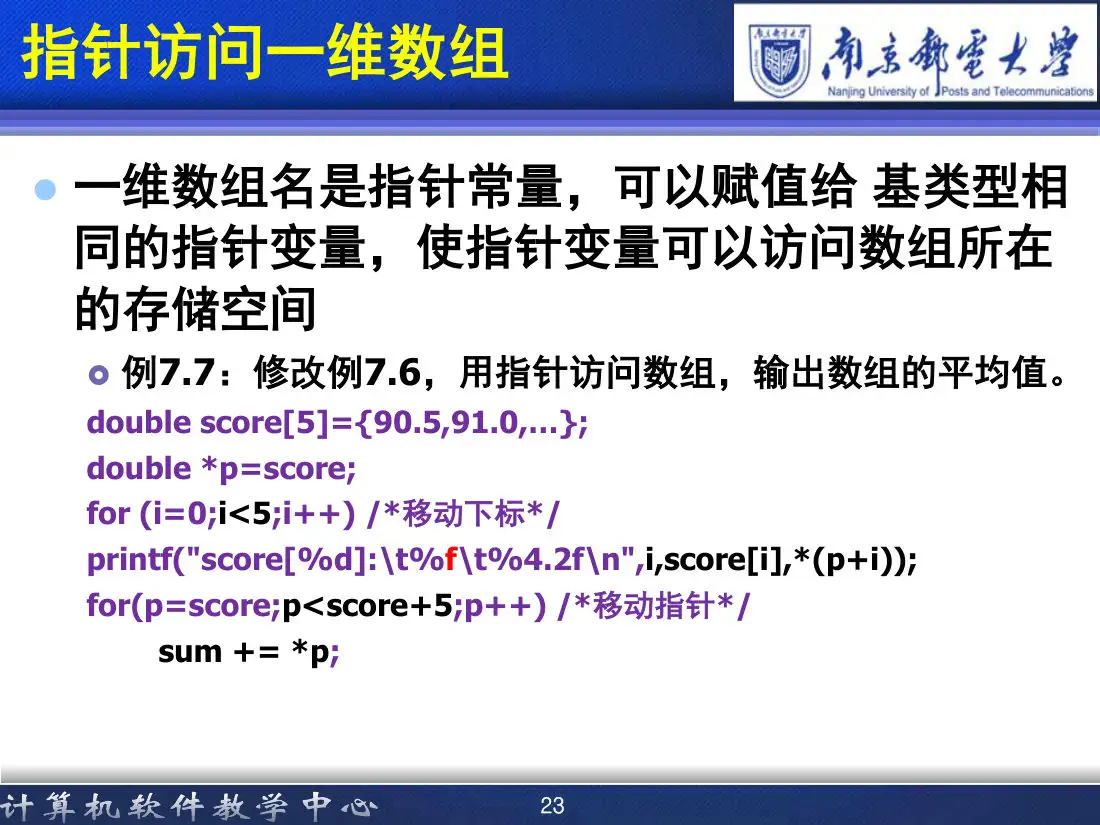 指针访问一维数组
南京邮电大学
Nanjing University of Posts and Telecommunications
一维数组名是指针常量，可以赋值给 基类型相
同的指针变量，使指针变量可以访问数组所在
的存储空间
例7.7：修改例7.6，用指针访问数组，输出数组的平均值。
double score[5]={90.5,91.0,…};
double *p=score;
for (i=0;i<5;i++) /*移动下标*/
printf("score[%d]:\t%f\t%4.2f\n",i,score[i],*(p+i));
for(p=score;p<score+5;p++) /*移动指针*/
sum += *p;
计算机软件教学中心
23